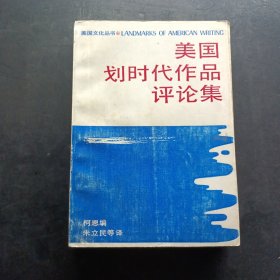 美国文化丛书·LANDMARKS OF AMERICAN WRITING
美国
划时代作品
评论集
柯恩编
朱立民等译